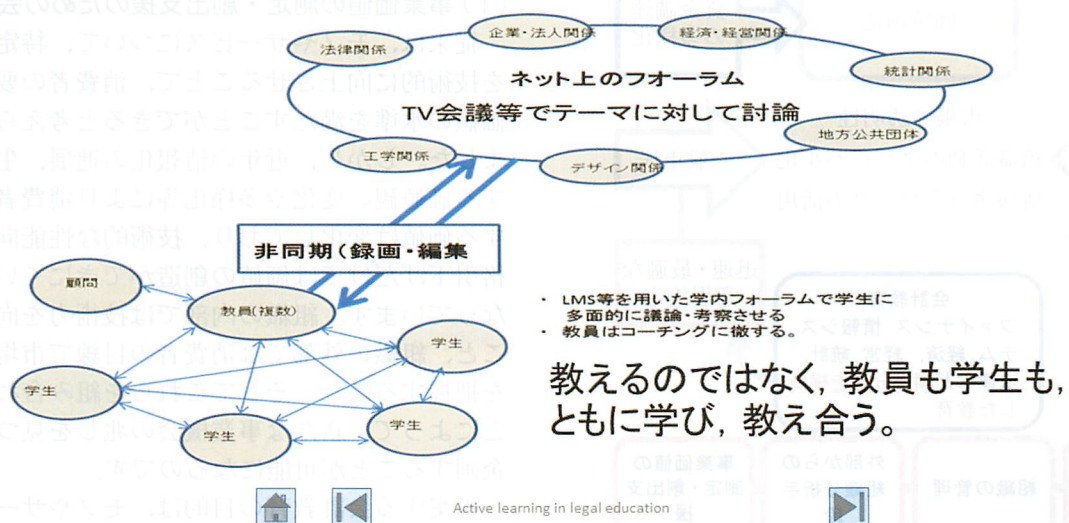 企業・法人関係
経済・経営関係
法律関係
統計関係
ネット上のフォーラム
TV会議等でテーマに対して討論
地方公共団体
工学関係
デザイン関係
非同期(録画・編集
顧問
教員(複数)
学生
学生
学生
学生
・ LMS等を用いた学内フォーラムで学生に
多面的に議論・考察させる
・ 教員はコーチングに徹する。
教えるのではなく, 教員も学生も,
ともに学び, 教え合う。
Active learning in legal education